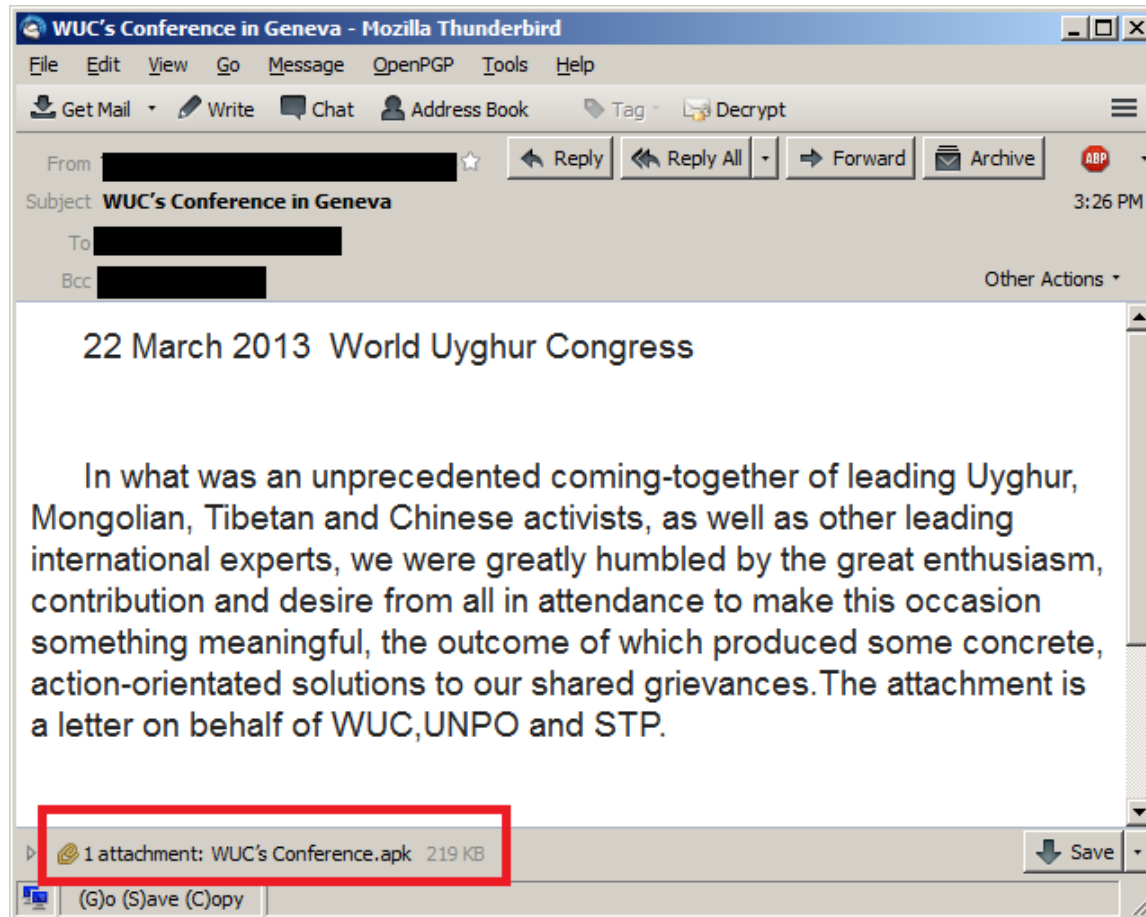 WUC's Conference in Geneva - Mozilla Thunderbird
File Edit View Go Message OpenPGP Tools Help
Get Mail Write Chat Address Book Tag Decrypt
From Reply Reply All Forward Archive ABP
Subject WUC's Conference in Geneva 3:26 PM
To
Bcc Other Actions
22 March 2013 World Uyghur Congress
In what was an unprecedented coming-together of leading Uyghur,
Mongolian, Tibetan and Chinese activists, as well as other leading
international experts, we were greatly humbled by the great enthusiasm,
contribution and desire from all in attendance to make this occasion
something meaningful, the outcome of which produced some concrete,
action-orientated solutions to our shared grievances.The attachment is
a letter on behalf of WUC,UNPO and STP.
1 attachment: WUC's Conference.apk 219 KB Save
(G)o (S)ave (C)opy